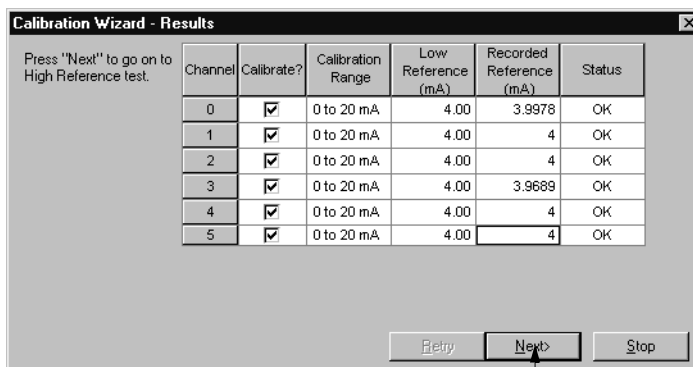 Calibration Wizard - Results
Press "Next" to go on to
High Reference test.
Channel Calibrate? Calibration Range Low Reference (mA) Recorded Reference (mA) Status
0 0 to 20 mA 4.00 3.9978 OK
1 0 to 20 mA 4.00 4 OK
2 0 to 20 mA 4.00 4 OK
3 0 to 20 mA 4.00 3.9689 OK
4 0 to 20 mA 4.00 4 OK
5 0 to 20 mA 4.00 4 OK
Retry Next> Stop